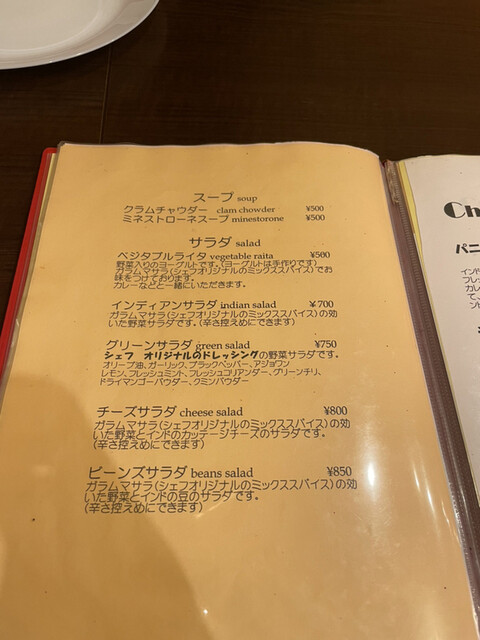 スープ soup
クラムチャウダー clam chowder ¥500
ミネストローネスープ minestorone ¥500
サラダ salad
ベジタブルライタ vegetable raita ¥500
野菜入りのヨーグルトです。(ヨーグルトは手作りです)
ガラムマサラ(シェフオリジナルのミックススパイス)でお
味をつけております。
カレーなどと一緒にいただきます。
インディアンサラダ indian salad ¥700
ガラムマサラ(シェフオリジナルのミックススパイス)の効
いた野菜サラダです。(辛さ控えめにできます)
グリーンサラダ green salad ¥750
シェフ オリジナルのドレッシングの野菜サラダです。
オリーブ油、ガーリック、ブラックペッパー、アジョワン
レモン、フレッシュミント、フレッシュコリアンダー、グリーンチリ、
ドライマンゴーパウダー、クミンパウダー
チーズサラダ cheese salad ¥800
ガラムマサラ(シェフオリジナルのミックススパイス)の効
いた野菜とインドのカッテージチーズのサラダです。
(辛さ控えめにできます)
ビーンズサラダ beans salad ¥850
ガラムマサラ(シェフオリジナルのミックススパイス)の効
いた野菜とインドの豆のサラダです。
(辛さ控えめにできます)
Ch
パニ
インド
フレッ
カレ
て、